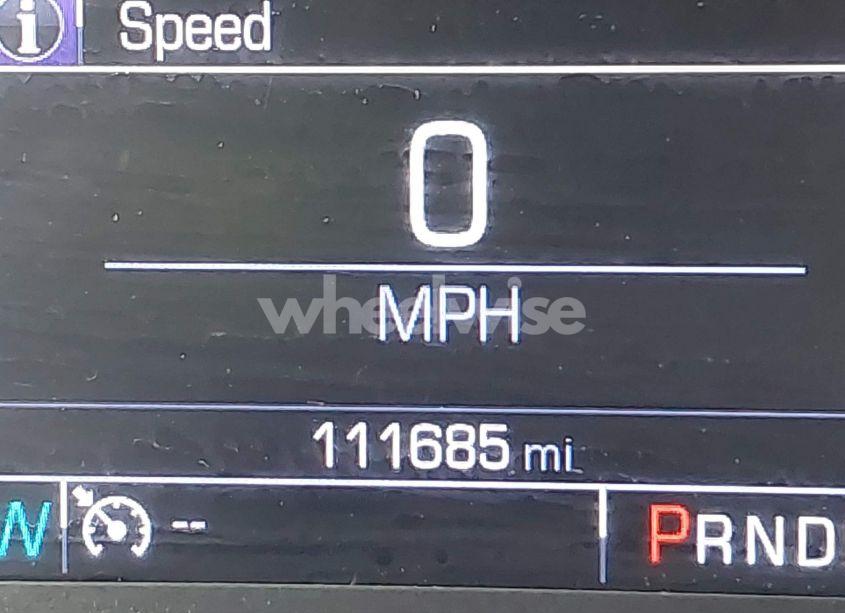 i Speed
0
MPH
wheelwise
111685 mi
W -- PRND